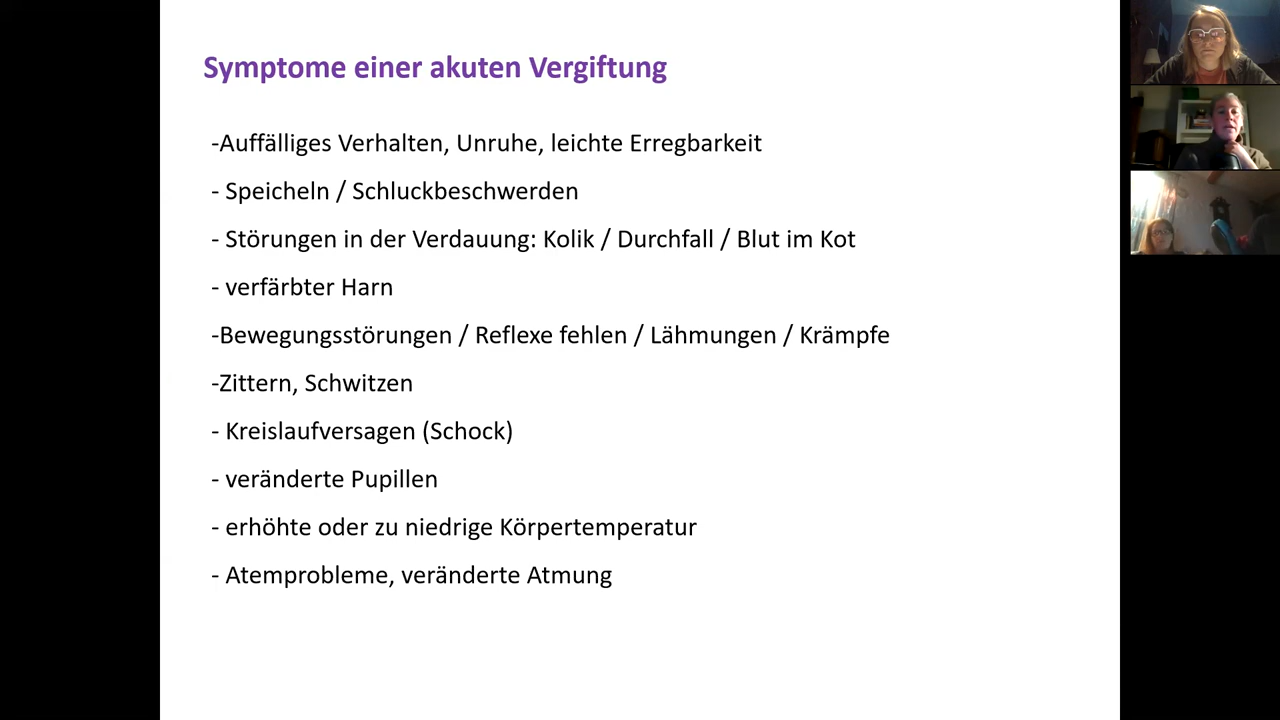 Symptome einer akuten Vergiftung
-Auffälliges Verhalten, Unruhe, leichte Erregbarkeit
- Speicheln / Schluckbeschwerden
- Störungen in der Verdauung: Kolik / Durchfall / Blut im Kot
- verfärbter Harn
-Bewegungsstörungen / Reflexe fehlen / Lähmungen / Krämpfe
-Zittern, Schwitzen
- Kreislaufversagen (Schock)
- veränderte Pupillen
- erhöhte oder zu niedrige Körpertemperatur
- Atemprobleme, veränderte Atmung